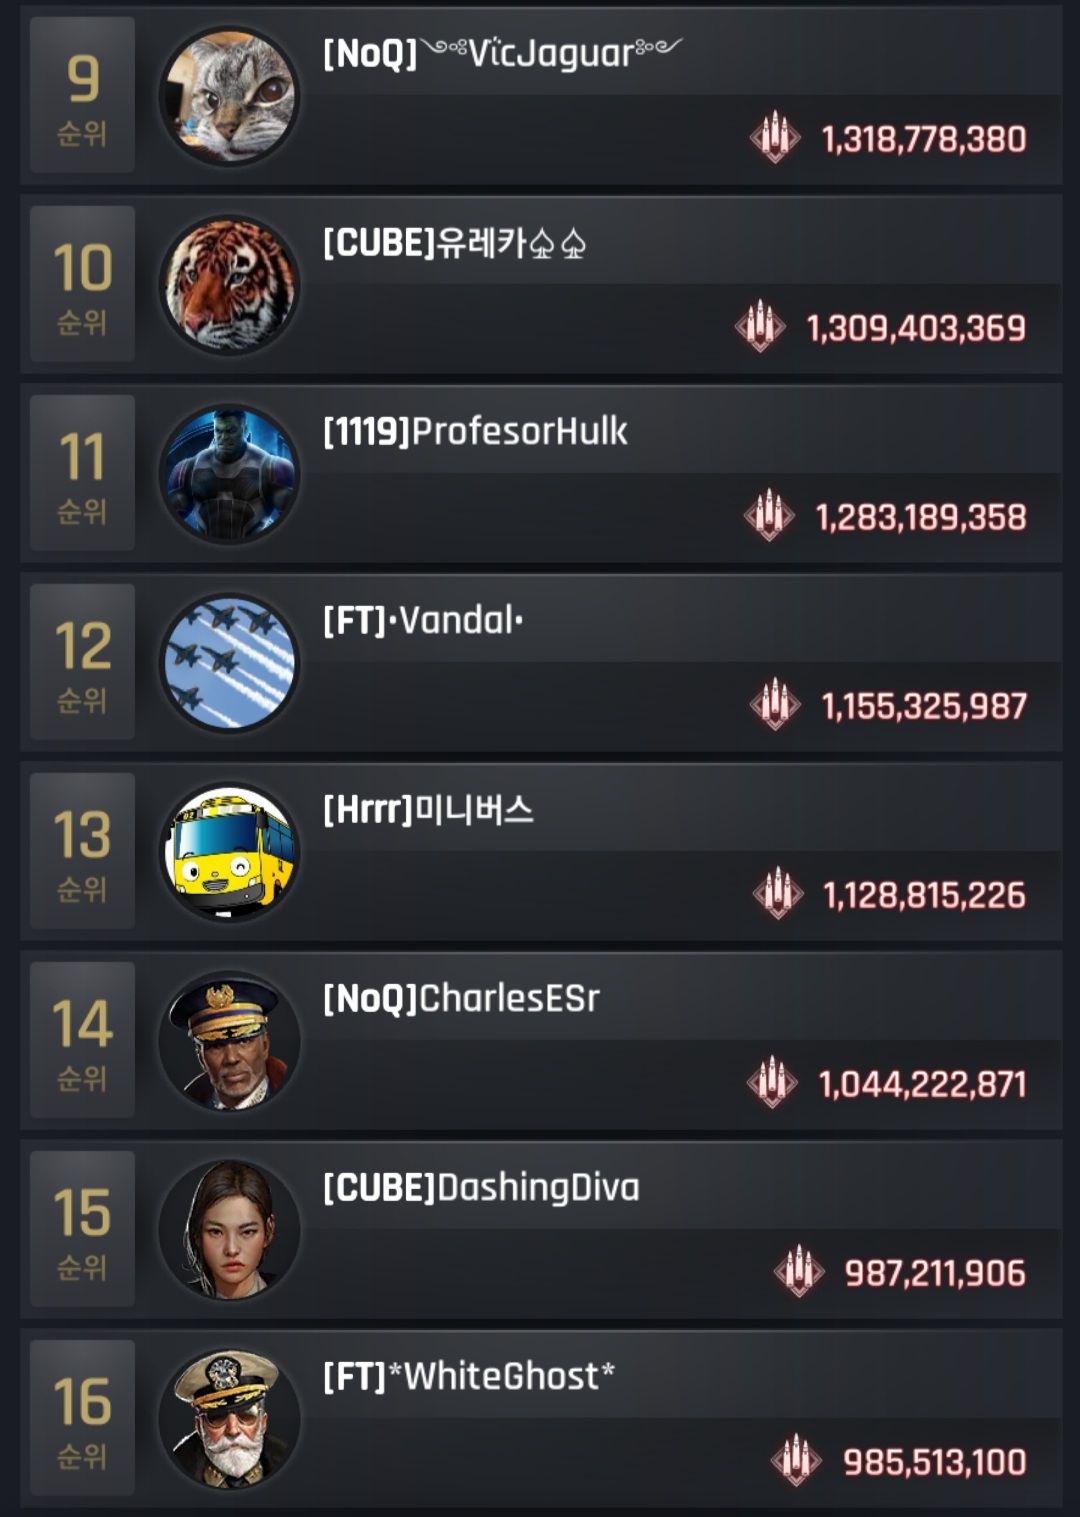 9
순위
[NoQ]༺VïcJaguar༻
1,318,778,380
10
순위
[CUBE]유레카♤♤
1,309,403,369
11
순위
[1119]ProfesorHulk
1,283,189,358
12
순위
[FT]·Vandal·
1,155,325,987
13
순위
[Hrrr]미니버스
1,128,815,226
14
순위
[NoQ]CharlesESr
1,044,222,871
15
순위
[CUBE]DashingDiva
987,211,906
16
순위
[FT]*WhiteGhost*
985,513,100